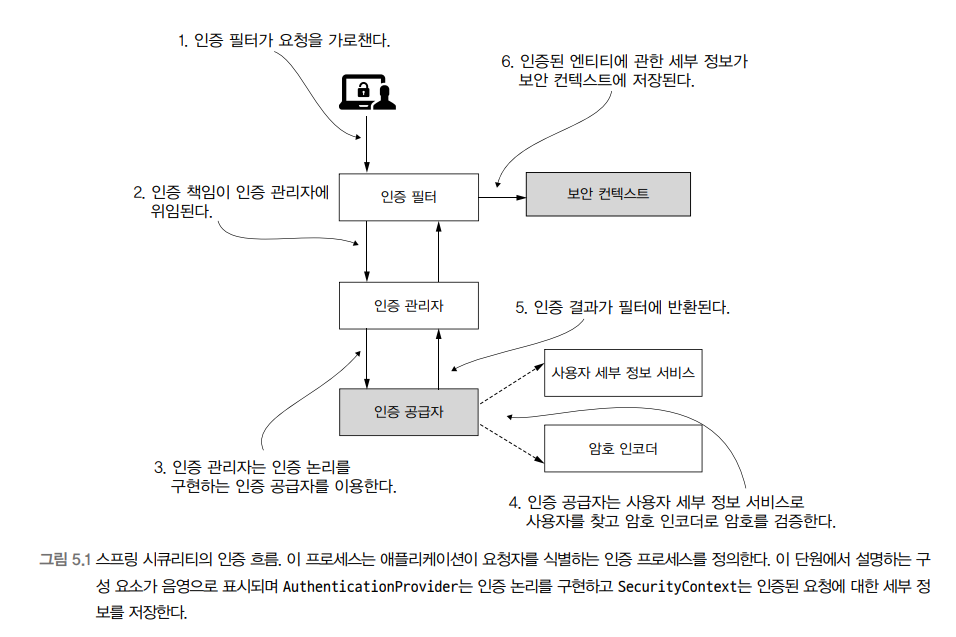 1. 인증 필터가 요청을 가로챈다.
6. 인증된 엔티티에 관한 세부 정보가
보안 컨텍스트에 저장된다.
2. 인증 책임이 인증 관리자에
위임된다.
인증 필터
보안 컨텍스트
인증 관리자
5. 인증 결과가 필터에 반환된다.
사용자 세부 정보 서비스
인증 공급자
암호 인코더
3. 인증 관리자는 인증 논리를
구현하는 인증 공급자를 이용한다.
4. 인증 공급자는 사용자 세부 정보 서비스로
사용자를 찾고 암호 인코더로 암호를 검증한다.
그림 5.1 스프링 시큐리티의 인증 흐름. 이 프로세스는 애플리케이션이 요청자를 식별하는 인증 프로세스를 정의한다. 이 단원에서 설명하는 구
성 요소가 음영으로 표시되며 AuthenticationProvider는 인증 논리를 구현하고 SecurityContext는 인증된 요청에 대한 세부 정
보를 저장한다.